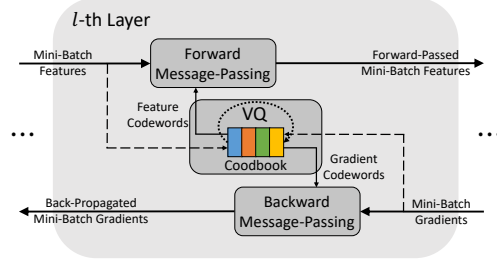 l-th Layer
Mini-Batch
Features
Forward
Message-Passing
Forward-Passed
Mini-Batch Features
Feature
Codewords
VQ
Coodbook
Gradient
Codewords
...
...
Back-Propagated
Mini-Batch Gradients
Backward
Message-Passing
Mini-Batch
Gradients